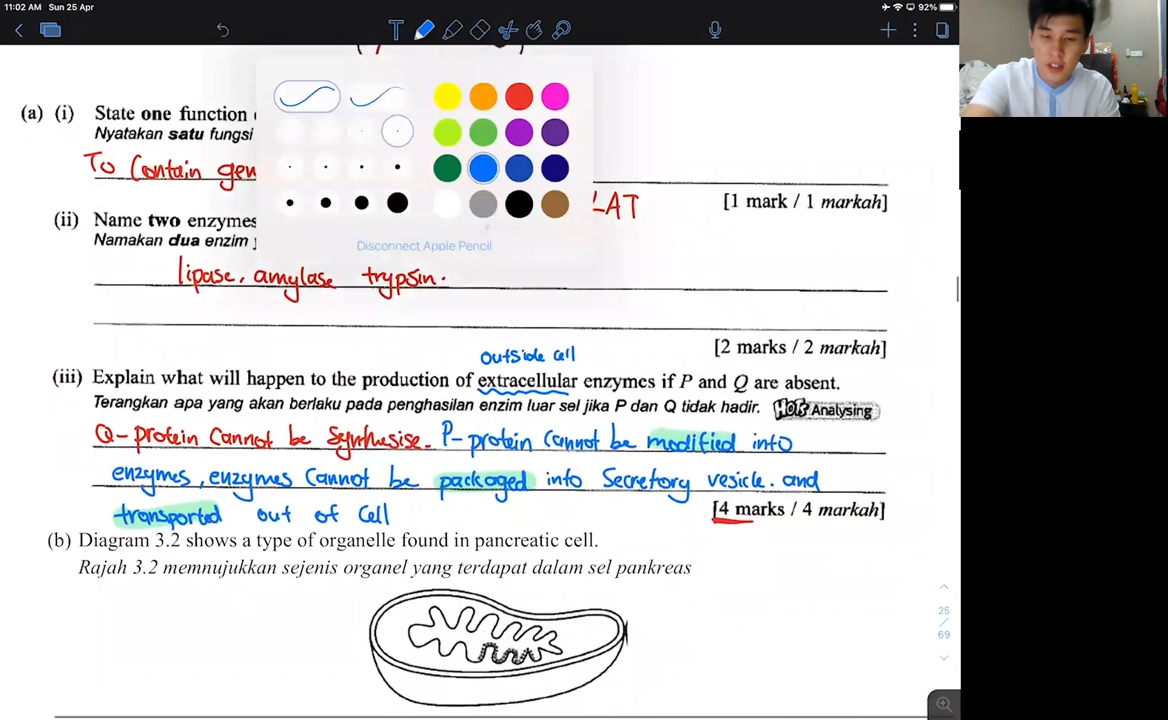 11:02 AM Sun 25 Apr 92%
(a) (i) State one function
Nyatakan satu fungsi
To Contain gen
LAT [1 mark / 1 markah]
(ii) Name two enzymes
Namakan dua enzim
Disconnect Apple Pencil
lipase, amylase trypsin.
[2 marks / 2 markah]
outside cell
(iii) Explain what will happen to the production of extracellular enzymes if P and Q are absent.
Terangkan apa yang akan berlaku pada penghasilan enzim luar sel jika P dan Q tidak hadir. HOTS Analysing
Q-protein cannot be synthesise. P-protein cannot be modified into
enzymes, enzymes cannot be packaged into Secretory vesicle. and
transported out of cell [4 marks / 4 markah]
(b) Diagram 3.2 shows a type of organelle found in pancreatic cell.
Rajah 3.2 memnujukkan sejenis organel yang terdapat dalam sel pankreas
25
69